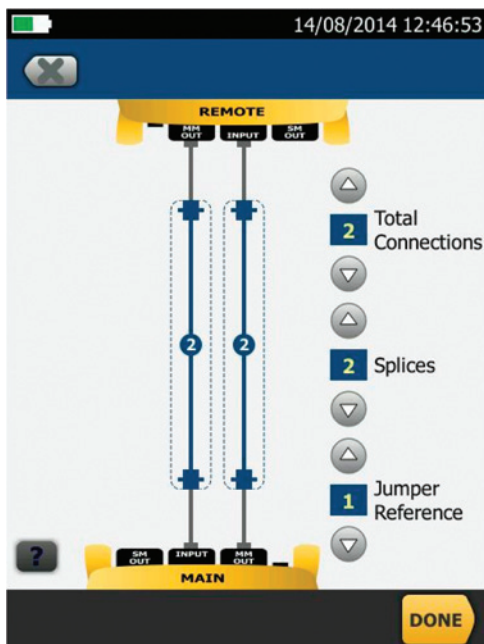 14/08/2014 12:46:53
REMOTE
MM OUT
INPUT
SM OUT
2
Total
Connections
2
2
2
Splices
1
Jumper
Reference
?
SM OUT
INPUT
MM OUT
MAIN
DONE